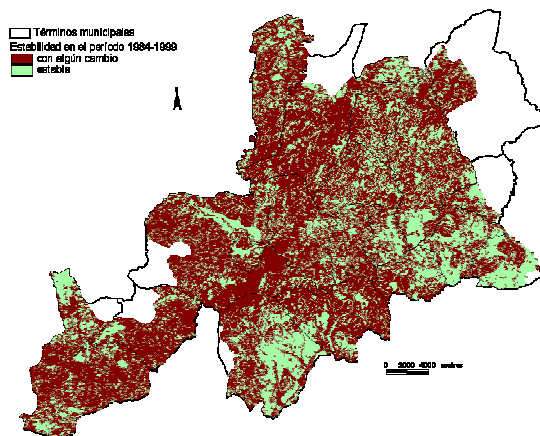 Términos municipales
Estabilidad en el período 1984-1999
con algún cambio
estable
0 2000 4000 metros